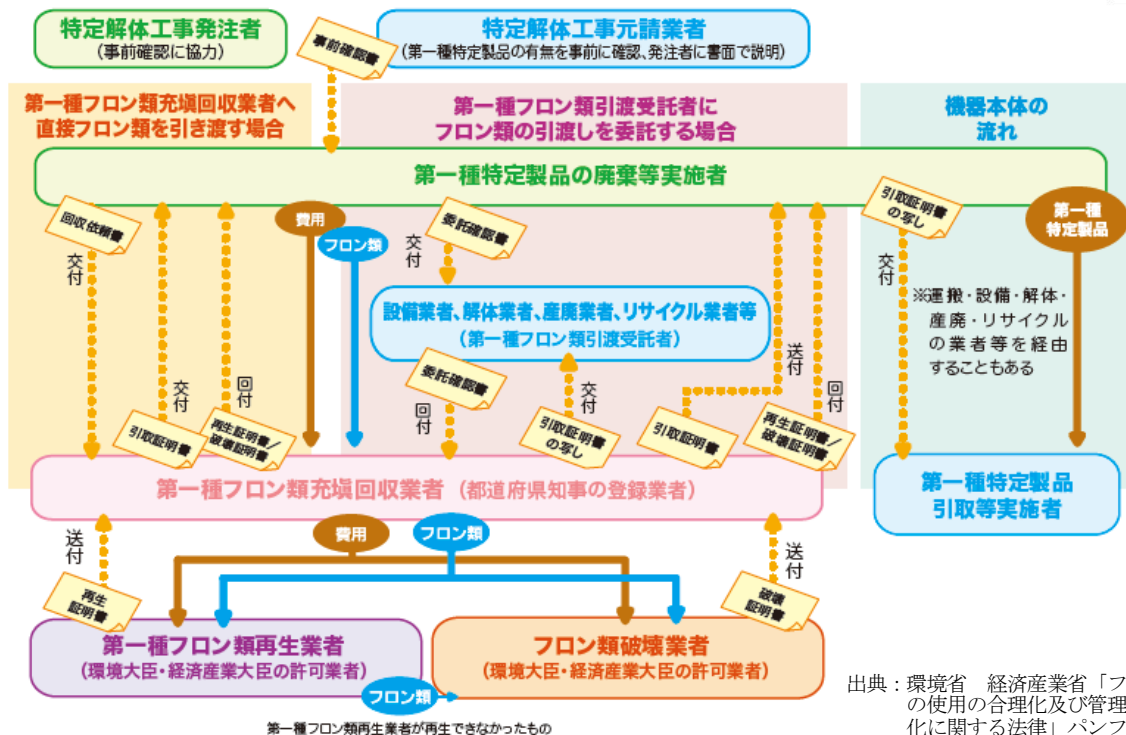 特定解体工事発注者
(事前確認に協力)
事前確認書
特定解体工事元請業者
(第一種特定製品の有無を事前に確認、発注者に書面で説明)
第一種フロン類充塡回収業者へ
直接フロン類を引き渡す場合
第一種フロン類引渡受託者に
フロン類の引渡しを委託する場合
機器本体の
流れ
第一種特定製品の廃棄等実施者
回収依頼書
交付
交付
引取証明書
回付
再生証明書/
破壊証明書
費用
フロン類
委託確認書
交付
設備業者、解体業者、産廃業者、リサイクル業者等
(第一種フロン類引渡受託者)
委託確認書
回付
交付
引取証明書
の写し
送付
引取証明書
回付
再生証明書/
破壊証明書
引取証明書
の写し
交付
第一種
特定製品
※運搬・設備・解体・
産廃・リサイクル
の業者等を経由
することもある
第一種フロン類充塡回収業者(都道府県知事の登録業者)
第一種特定製品
引取等実施者
送付
再生
証明書
費用
フロン類
送付
破壊
証明書
第一種フロン類再生業者
(環境大臣・経済産業大臣の許可業者)
フロン類破壊業者
(環境大臣・経済産業大臣の許可業者)
フロン類
第一種フロン類再生業者が再生できなかったもの
出典:環境省 経済産業省「フ
の使用の合理化及び管理
化に関する法律」パンフ